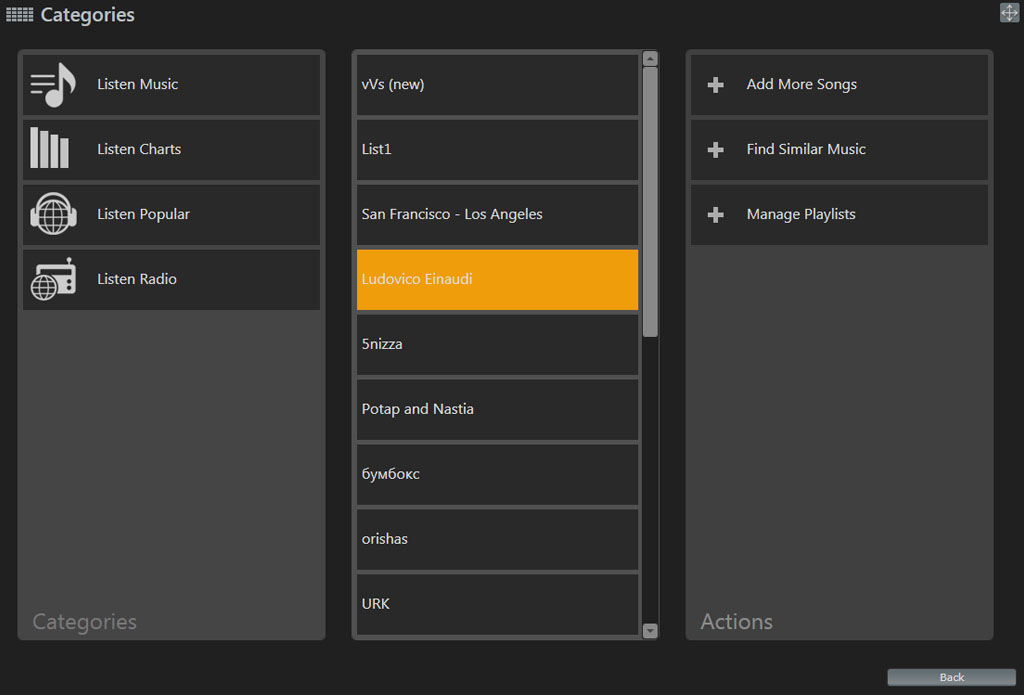 Categories
Listen Music
Listen Charts
Listen Popular
Listen Radio
Categories
vVs (new)
List1
San Francisco - Los Angeles
Ludovico Einaudi
5nizza
Potap and Nastia
бумбокс
orishas
URK
Add More Songs
Find Similar Music
Manage Playlists
Actions
Back